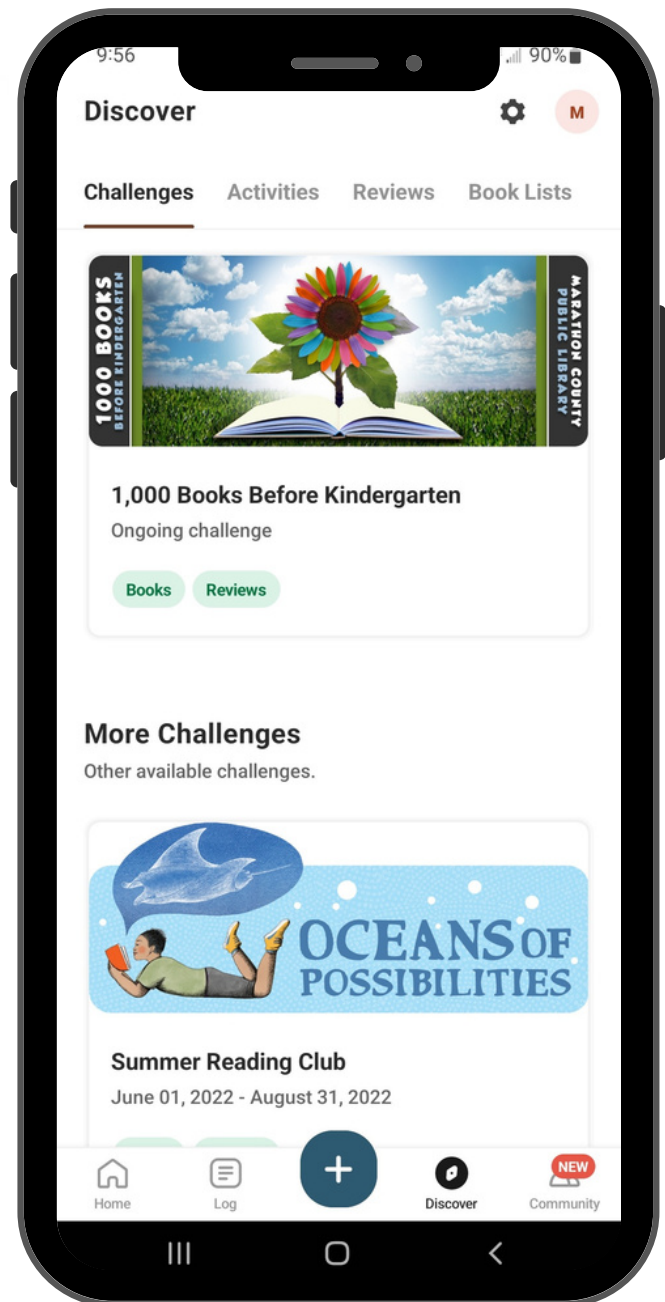 9:56 90%
Discover M
Challenges Activities Reviews Book Lists
1000 BOOKS
BEFORE KINDERGARTEN
MARATHON COUNTY
PUBLIC LIBRARY
1,000 Books Before Kindergarten
Ongoing challenge
Books Reviews
More Challenges
Other available challenges.
OCEANS OF
POSSIBILITIES
Summer Reading Club
June 01, 2022 - August 31, 2022
NEW
Home Log Discover Community